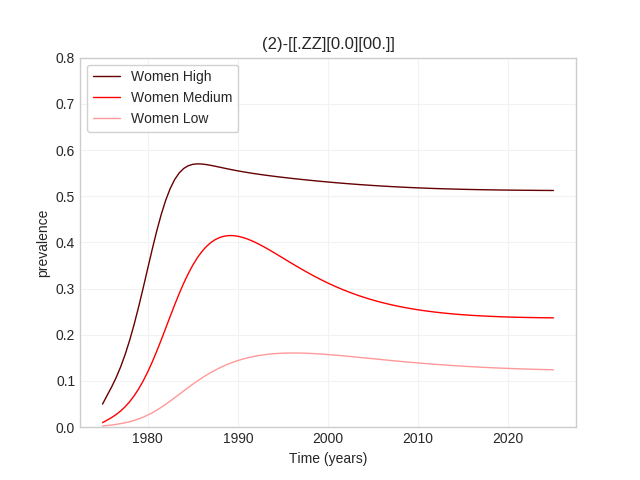 (2)-[[.ZZ][0.0][00.]]
0.8
0.7
0.6
0.5
0.4
0.3
0.2
0.1
0.0
prevalence
Women High
Women Medium
Women Low
1980 1990 2000 2010 2020
Time (years)